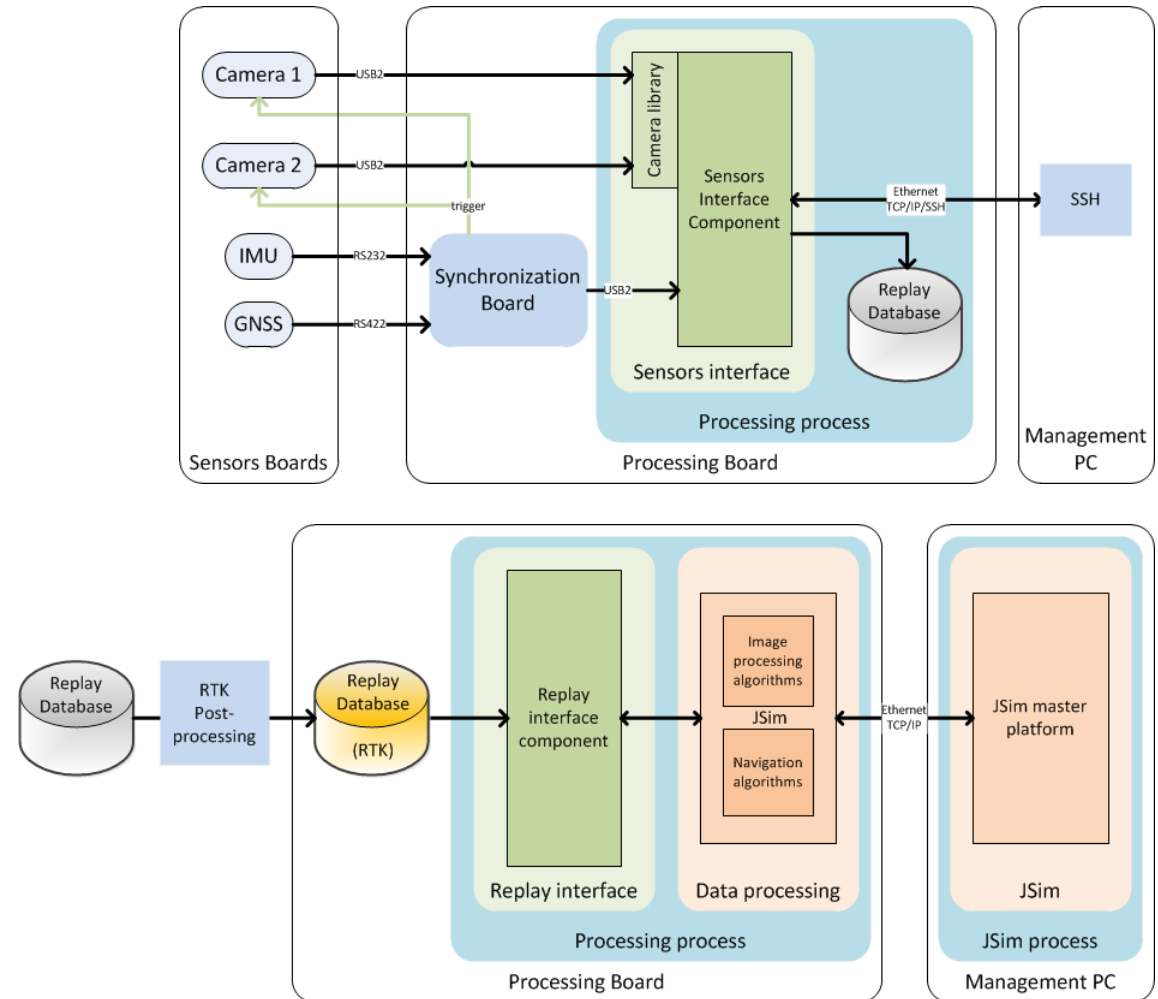 Camera 1
USB2
Camera library
Camera 2
USB2
trigger
Sensors
Interface
Component
Ethernet
TCP/IP/SSH
SSH
IMU
RS232
Synchronization
Board
USB2
GNSS
RS422
Replay
Database
Sensors interface
Processing process
Sensors Boards
Processing Board
Management
PC
Replay
Database
RTK
Post-
processing
Replay
Database
(RTK)
Replay
interface
component
Image
processing
algorithms
JSim
Navigation
algorithms
Ethernet
TCP/IP
JSim master
platform
Replay interface
Data processing
JSim
Processing process
JSim process
Processing Board
Management PC